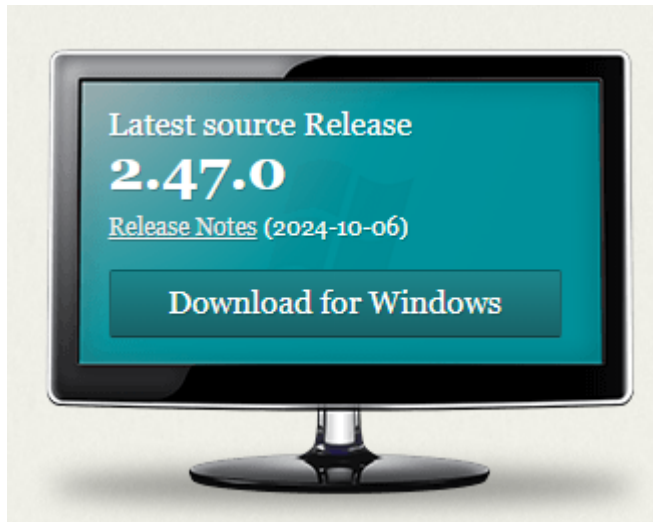 Latest source Release
2.47.0
Release Notes (2024-10-06)
Download for Windows